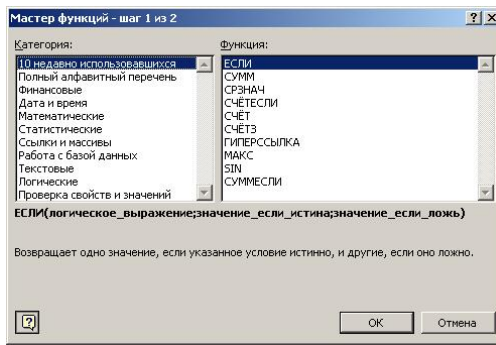 Мастер функций - шаг 1 из 2
Категория:
10 недавно использовавшихся
Полный алфавитный перечень
Финансовые
Дата и время
Математические
Статистические
Ссылки и массивы
Работа с базой данных
Текстовые
Логические
Проверка свойств и значений
Функция:
ЕСЛИ
СУММ
СРЗНАЧ
СЧЁТЕСЛИ
СЧЁТ
СЧЁТЗ
ГИПЕРССЫЛКА
МАКС
SIN
СУММЕСЛИ
ЕСЛИ(логическое_выражение;значение_если_истина;значение_если_ложь)
Возвращает одно значение, если указанное условие истинно, и другие, если оно ложно.
ОК
Отмена